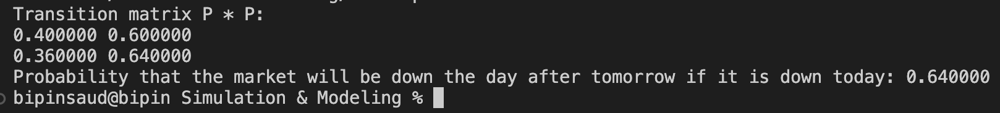 Transition matrix P * P:
0.400000 0.600000
0.360000 0.640000
Probability that the market will be down the day after tomorrow if it is down today: 0.640000
bipinsaud@bipin Simulation & Modeling %